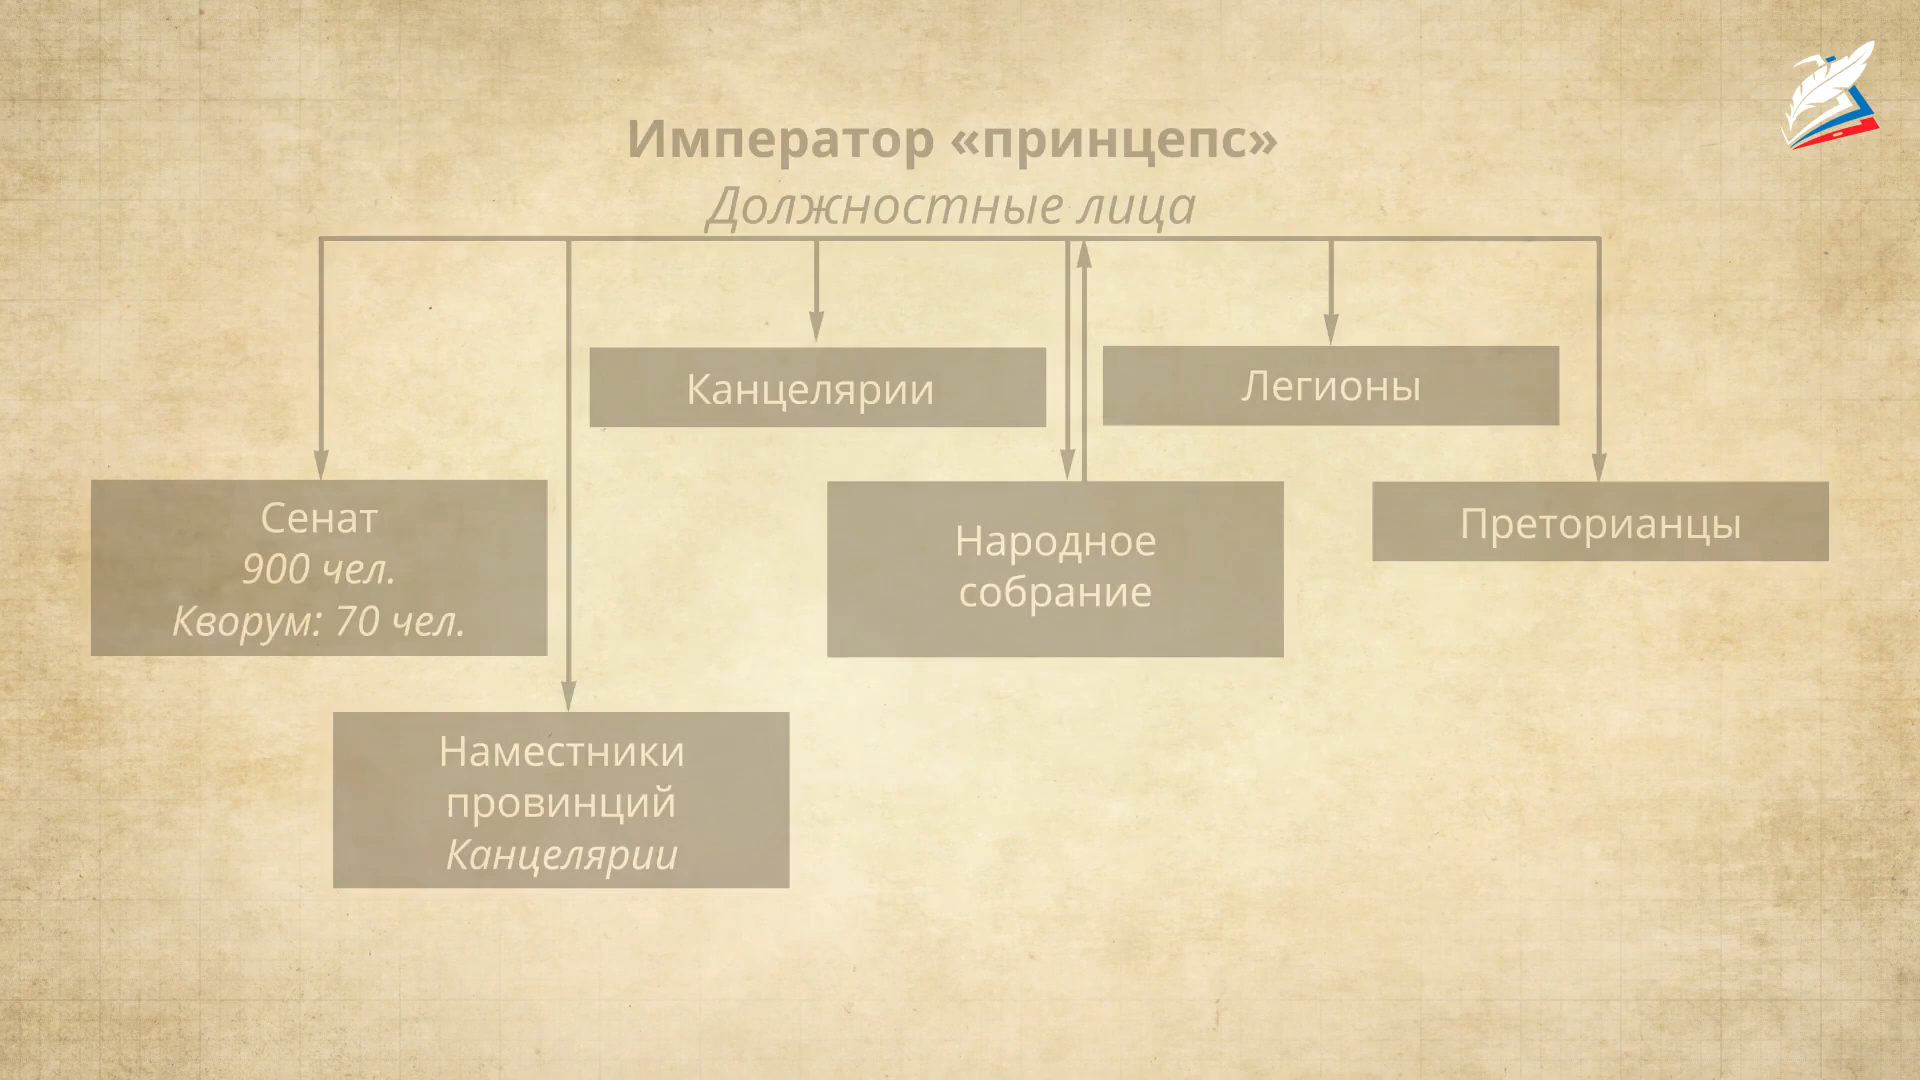 Император «принцепс»
Должностные лица
Канцелярии
Легионы
Сенат
900 чел.
Кворум: 70 чел.
Народное
собрание
Преторианцы
Наместники
провинций
Канцелярии